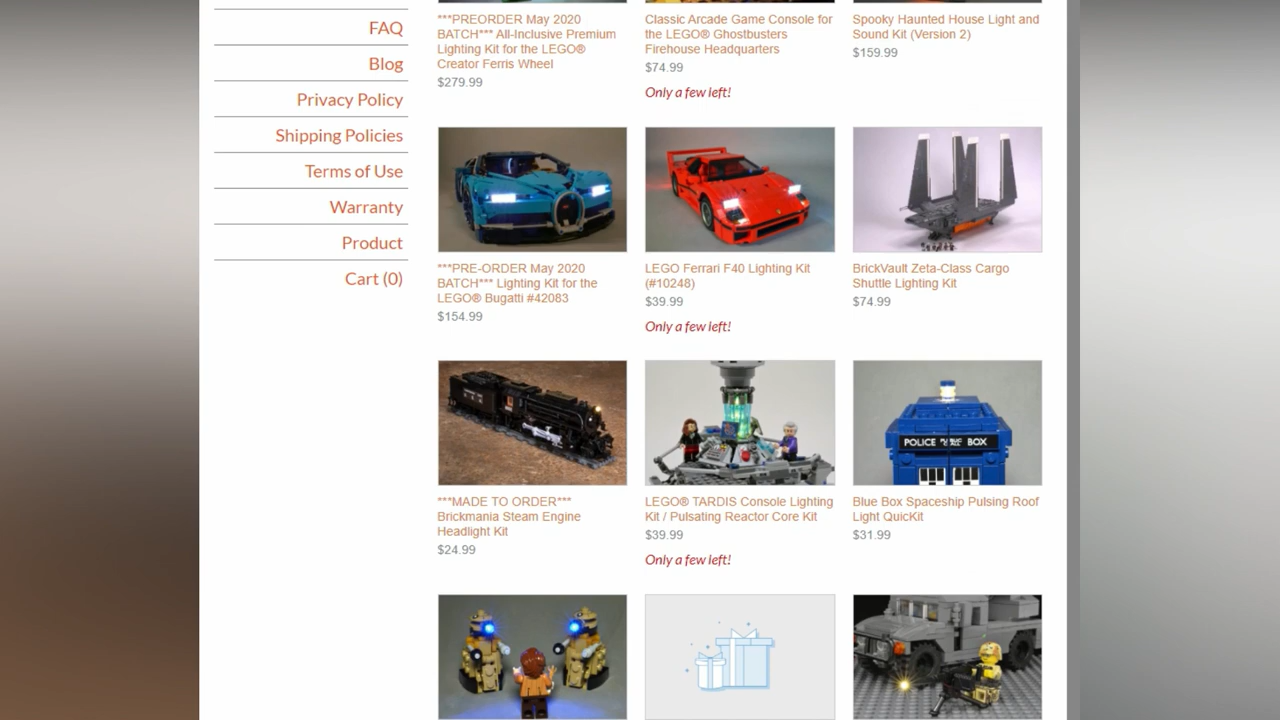 FAQ
Blog
Privacy Policy
Shipping Policies
Terms of Use
Warranty
Product
Cart (0)
***PREORDER May 2020
BATCH*** All-Inclusive Premium
Lighting Kit for the LEGO®
Creator Ferris Wheel
$279.99
Classic Arcade Game Console for
the LEGO® Ghostbusters
Firehouse Headquarters
$74.99
Only a few left!
Spooky Haunted House Light and
Sound Kit (Version 2)
$159.99
***PRE-ORDER May 2020
BATCH*** Lighting Kit for the
LEGO® Bugatti #42083
$154.99
LEGO Ferrari F40 Lighting Kit
(#10248)
$39.99
Only a few left!
BrickVault Zeta-Class Cargo
Shuttle Lighting Kit
$74.99
***MADE TO ORDER***
Brickmania Steam Engine
Headlight Kit
$24.99
LEGO® TARDIS Console Lighting
Kit / Pulsating Reactor Core Kit
$39.99
Only a few left!
POLICE PUBLIC CALL BOX
Blue Box Spaceship Pulsing Roof
Light QuicKit
$31.99